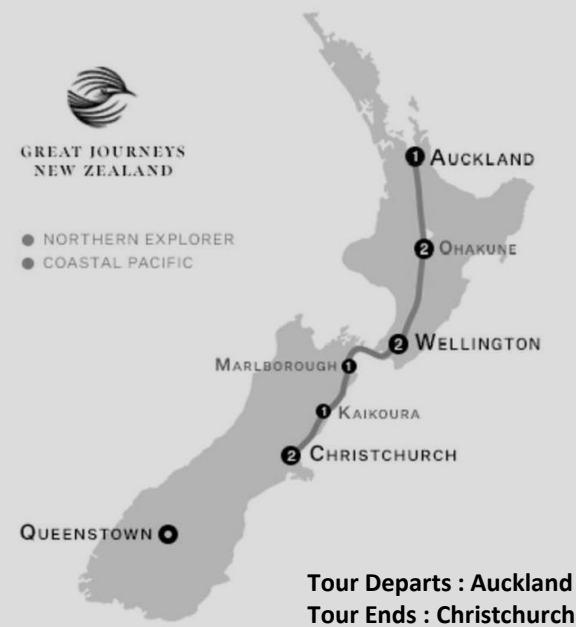 GREAT JOURNEYS
NEW ZEALAND
NORTHERN EXPLORER
COASTAL PACIFIC
1 AUCKLAND
2 OHAKUNE
2 WELLINGTON
MARLBOROUGH 1
1 KAIKOURA
2 CHRISTCHURCH
QUEENSTOWN
Tour Departs : Auckland
Tour Ends : Christchurch